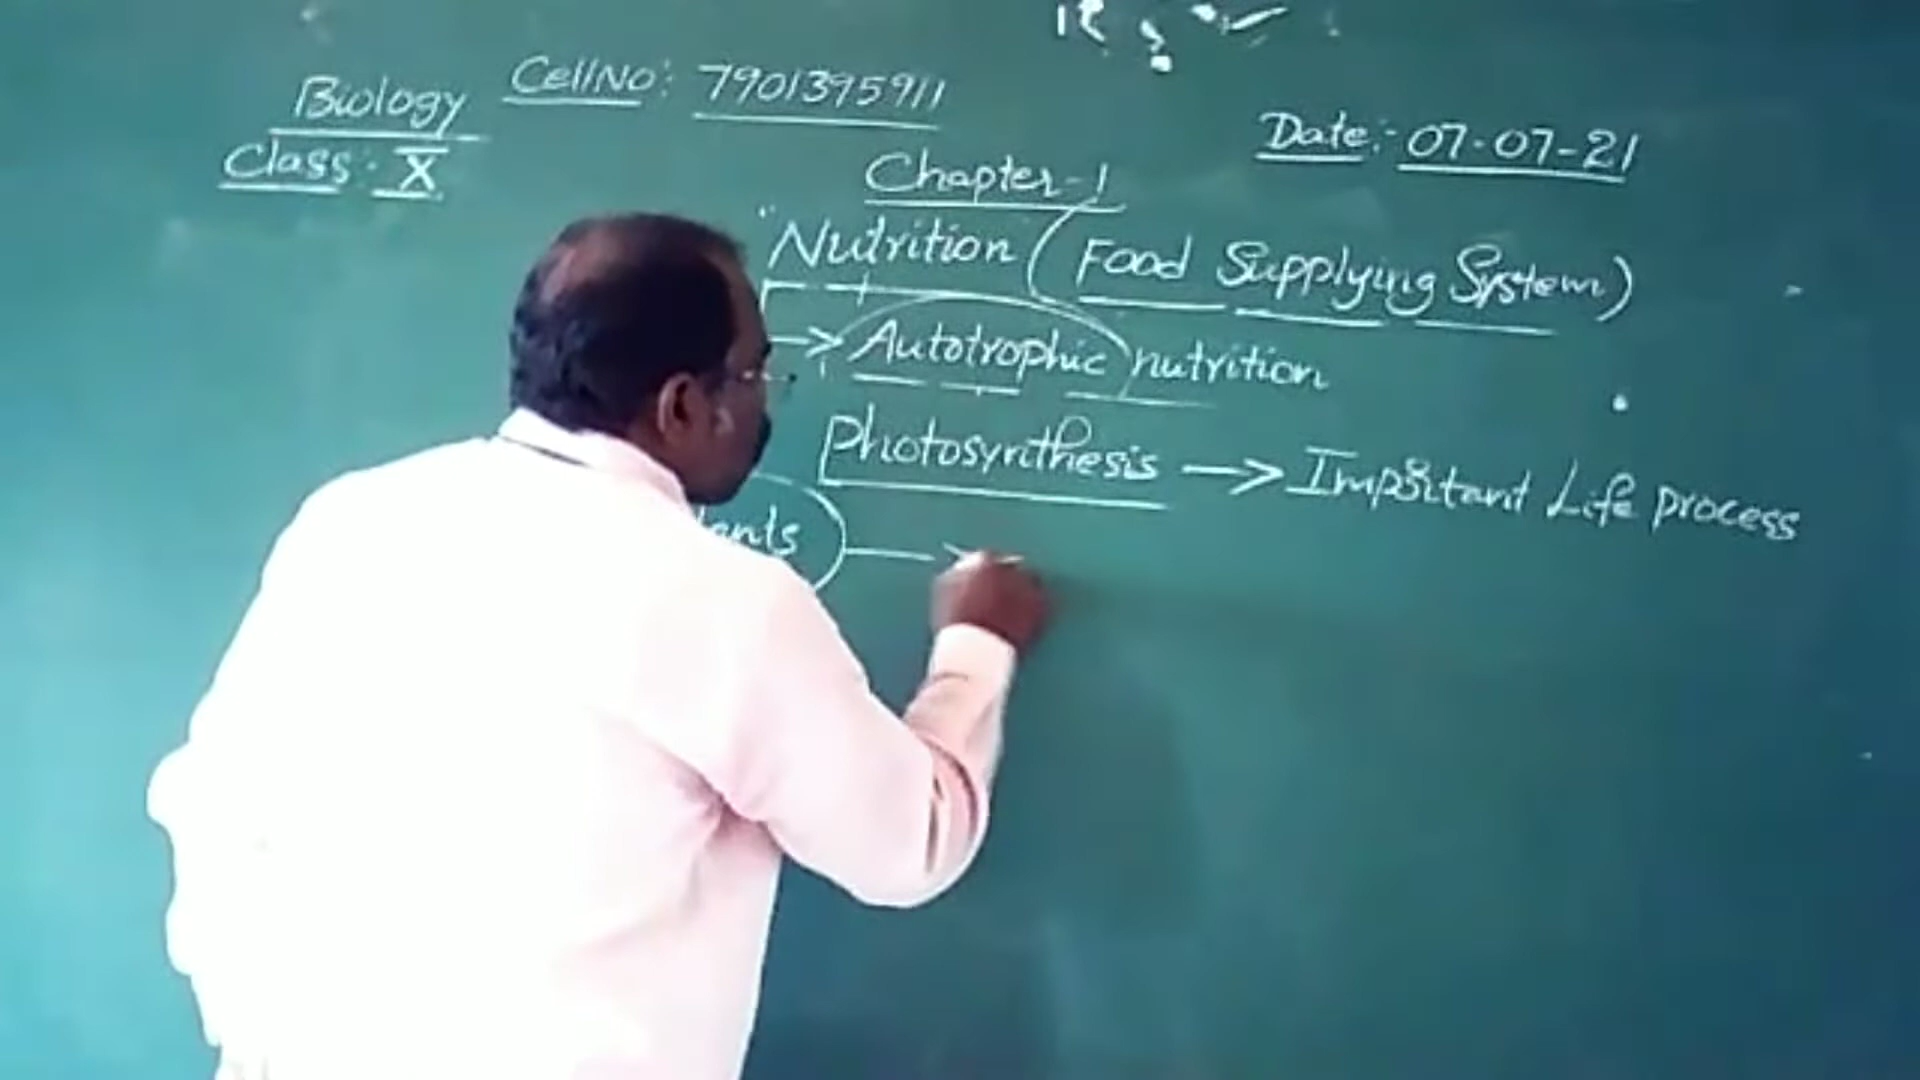 Biology CellNo: 7901395911
Date:- 07-07-21
Class: X
Chapter-1
"Nutrition (Food Supplying System)
→ Autotrophic nutrition
Photosynthesis → Important Life process